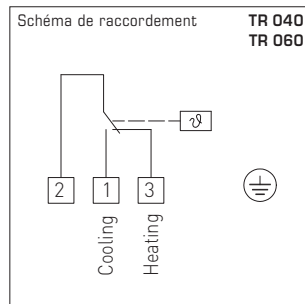 Schéma de raccordement
TR 040
TR 060
ϑ
2
1
3
Cooling
Heating